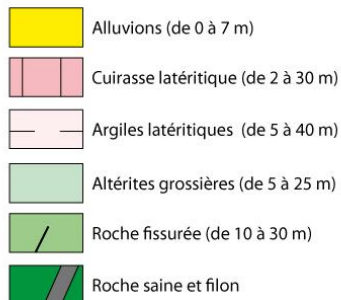 Alluvions (de 0 à 7 m)
Cuirasse latéritique (de 2 à 30 m)
Argiles latéritiques (de 5 à 40 m)
Altérites grossières (de 5 à 25 m)
Roche fissurée (de 10 à 30 m)
Roche saine et filon